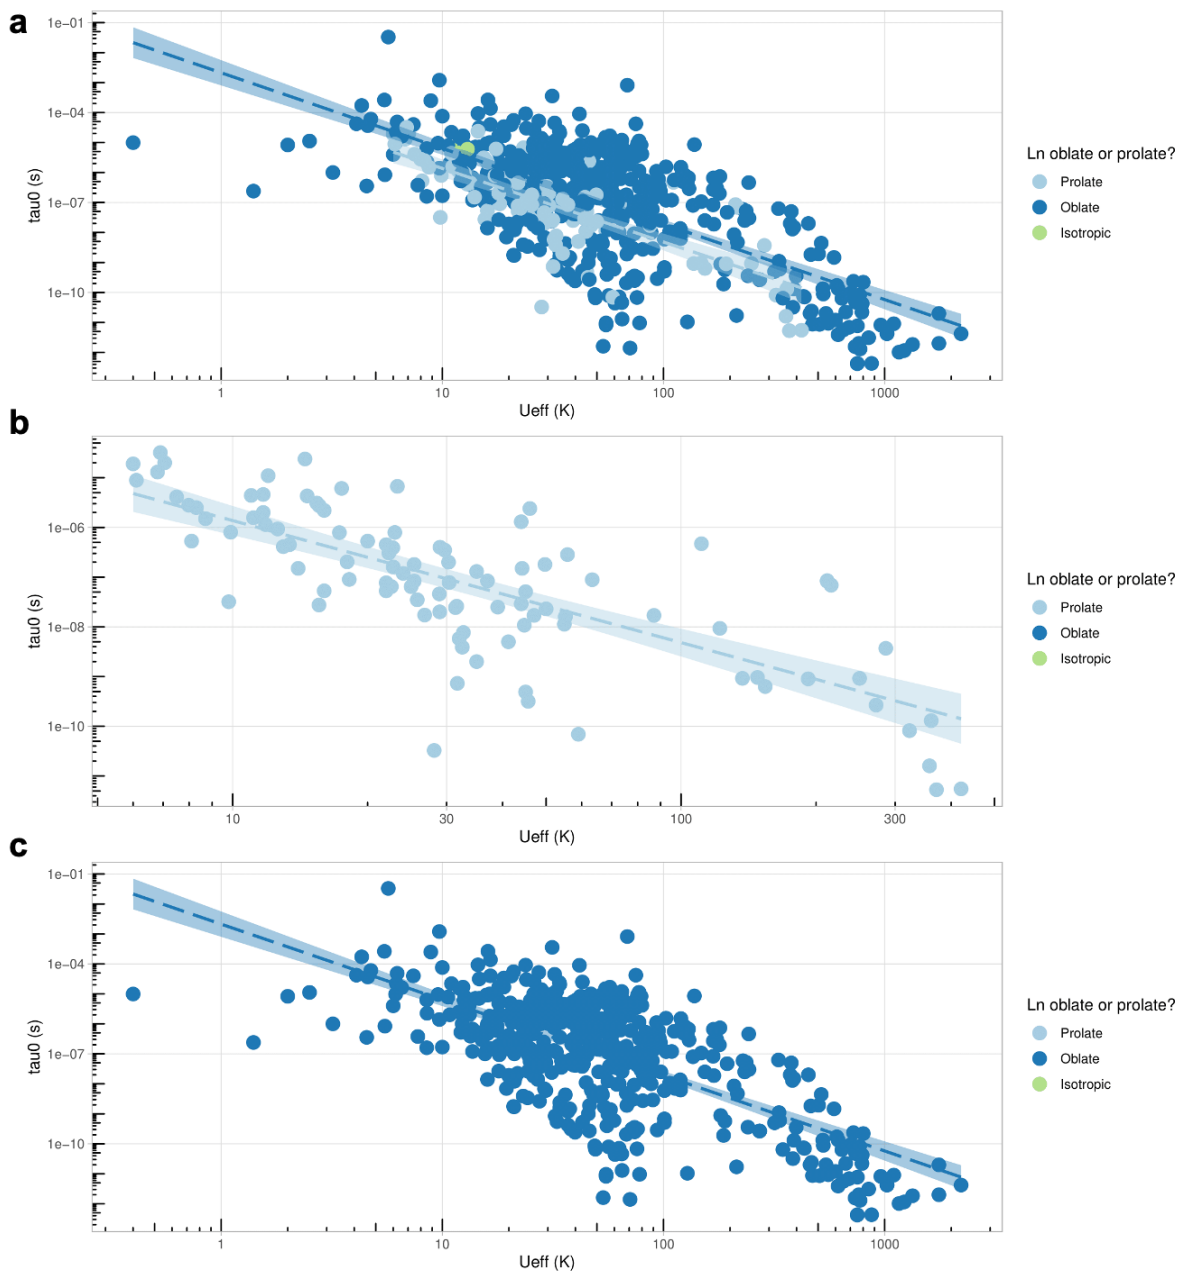 a
1e−01
1e−04
1e−07
1e−10
tau0 (s)
1
10
100
1000
Ueff (K)
Ln oblate or prolate?
Prolate
Oblate
Isotropic
b
1e−06
1e−08
1e−10
tau0 (s)
10
30
100
300
Ueff (K)
Ln oblate or prolate?
Prolate
Oblate
Isotropic
c
1e−01
1e−04
1e−07
1e−10
tau0 (s)
1
10
100
1000
Ueff (K)
Ln oblate or prolate?
Prolate
Oblate
Isotropic